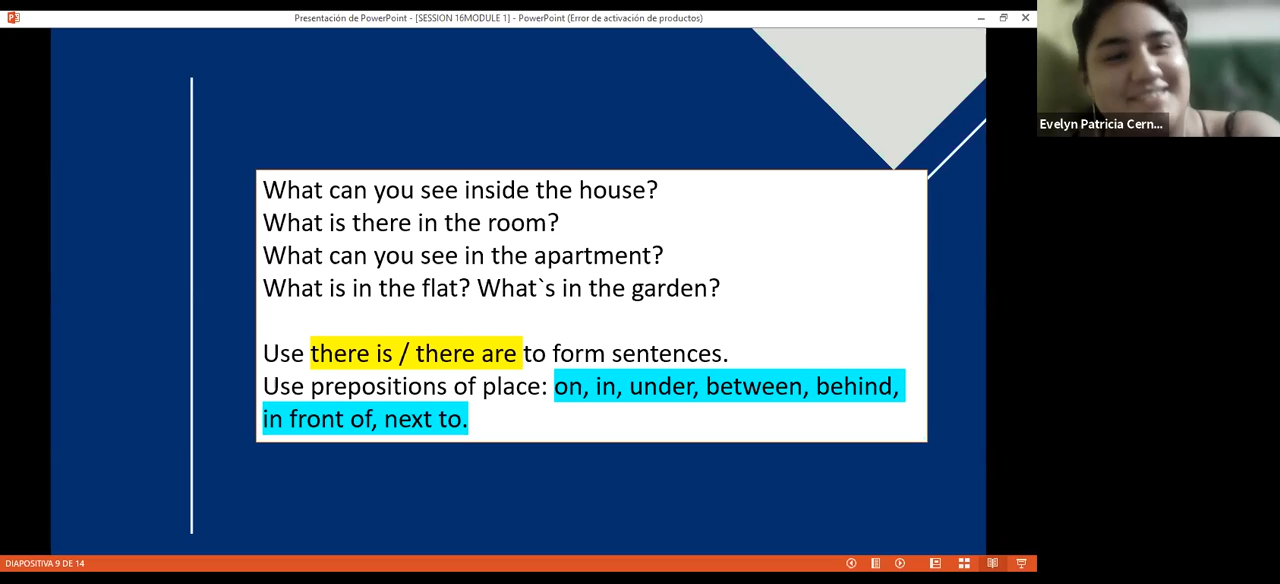 Presentación de PowerPoint - [SESSION 16MODULE 1] - PowerPoint (Error de activación de productos)
Evelyn Patricia Cern...
What can you see inside the house?
What is there in the room?
What can you see in the apartment?
What is in the flat? What`s in the garden?
Use there is / there are to form sentences.
Use prepositions of place: on, in, under, between, behind,
in front of, next to.
DIAPOSITIVA 9 DE 14